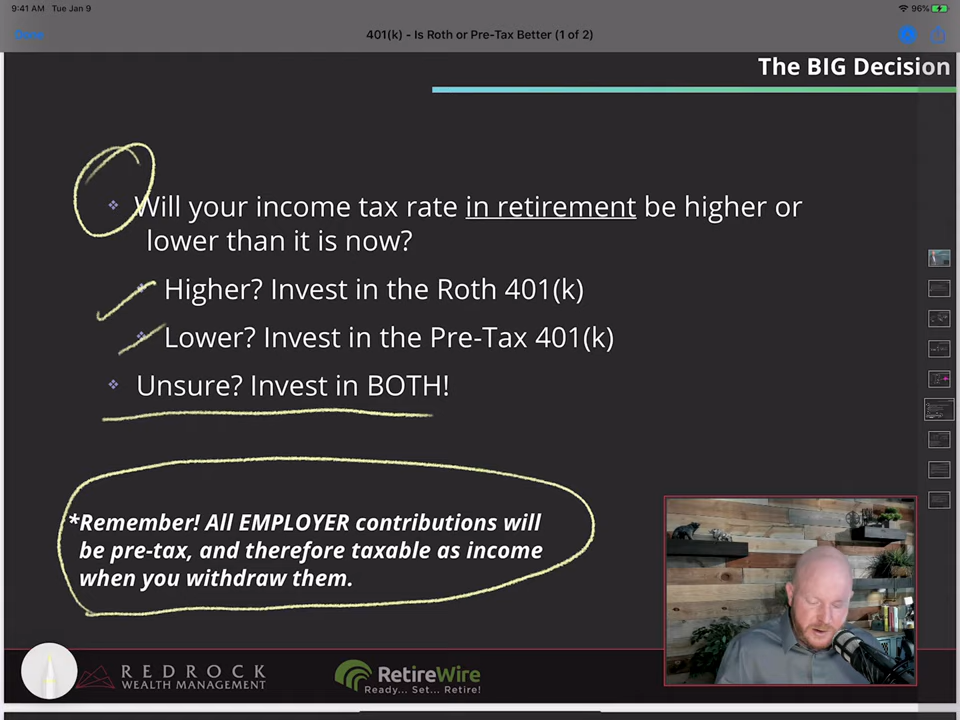 9:41 AM Tue Jan 9
96%
Done
401(k) - Is Roth or Pre-Tax Better (1 of 2)
The BIG Decision
Will your income tax rate in retirement be higher or
lower than it is now?
Higher? Invest in the Roth 401(k)
Lower? Invest in the Pre-Tax 401(k)
Unsure? Invest in BOTH!
*Remember! All EMPLOYER contributions will
be pre-tax, and therefore taxable as income
when you withdraw them.
REDROCK
WEALTH MANAGEMENT
RetireWire
Ready... Set... Retire!